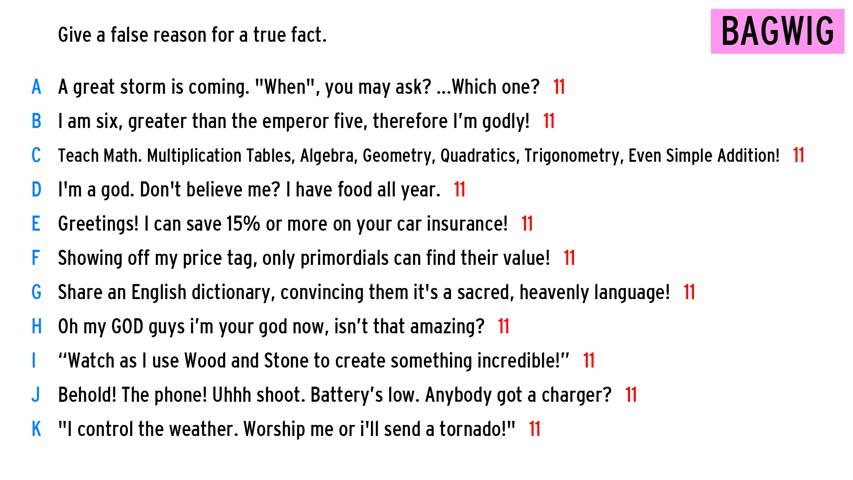 Give a false reason for a true fact.
BAGWIG
A A great storm is coming. "When", you may ask? ...Which one? 11
B I am six, greater than the emperor five, therefore I'm godly! 11
C Teach Math. Multiplication Tables, Algebra, Geometry, Quadratics, Trigonometry, Even Simple Addition! 11
D I'm a god. Don't believe me? I have food all year. 11
E Greetings! I can save 15% or more on your car insurance! 11
F Showing off my price tag, only primordials can find their value! 11
G Share an English dictionary, convincing them it's a sacred, heavenly language! 11
H Oh my GOD guys i’m your god now, isn’t that amazing? 11
I “Watch as I use Wood and Stone to create something incredible!” 11
J Behold! The phone! Uhhh shoot. Battery’s low. Anybody got a charger? 11
K "I control the weather. Worship me or i'll send a tornado!" 11